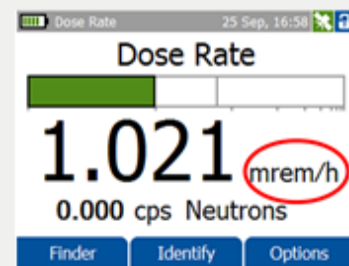 Dose Rate 25 Sep, 16:58
Dose Rate
1.021 mrem/h
0.000 cps Neutrons
Finder Identify Options